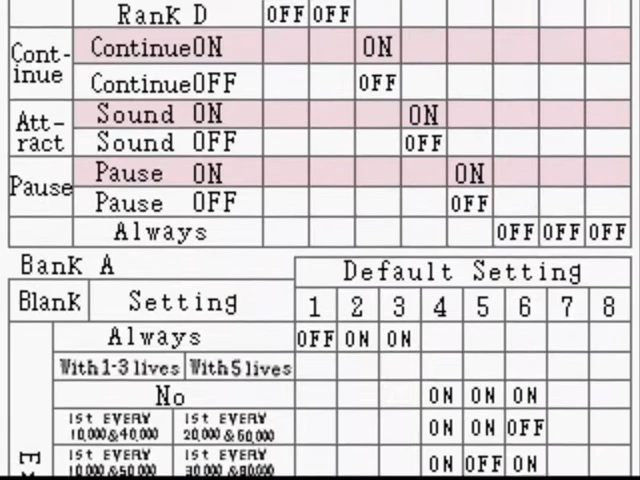 Rank D OFF OFF
Cont-inue Continue ON ON
Continue OFF OFF
Att-ract Sound ON ON
Sound OFF OFF
Pause Pause ON ON
Pause OFF OFF
Always OFF OFF OFF
Bank A Default Setting
Blank Setting 1 2 3 4 5 6 7 8
Always OFF ON ON
With 1-3 lives With 5 lives
No ON ON ON
1st EVERY 10,000&40,000 1st EVERY 20,000&60,000 ON ON OFF
1st EVERY 10,000&50,000 1st EVERY 30,000&80,000 ON OFF ON